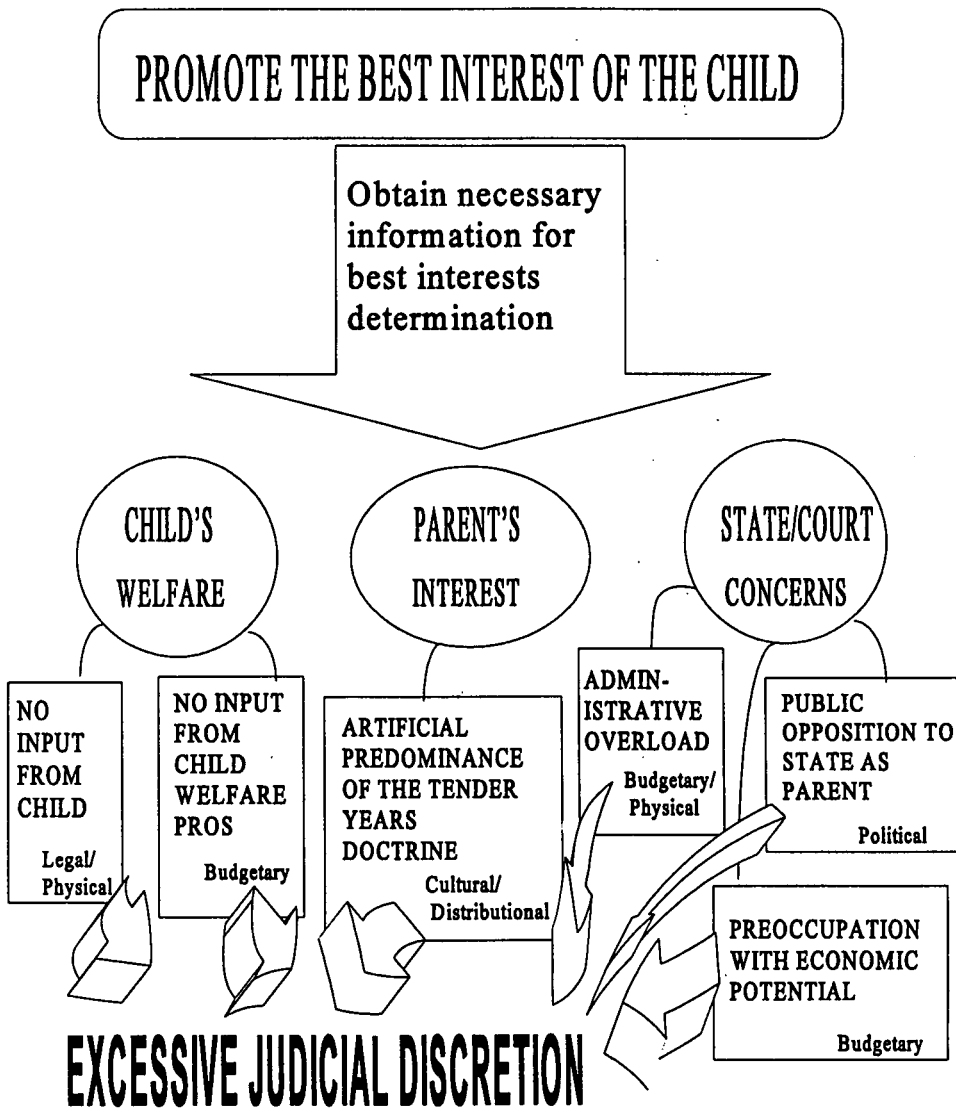 PROMOTE THE BEST INTEREST OF THE CHILD
Obtain necessary
information for
best interests
determination
CHILD'S
WELFARE
PARENT'S
INTEREST
STATE/COURT
CONCERNS
NO
INPUT
FROM
CHILD
Legal/
Physical
NO INPUT
FROM
CHILD
WELFARE
PROS
Budgetary
ARTIFICIAL
PREDOMINANCE
OF THE TENDER
YEARS
DOCTRINE
Cultural/
Distributional
ADMIN-
ISTRATIVE
OVERLOAD
Budgetary/
Physical
PUBLIC
OPPOSITION TO
STATE AS
PARENT
Political
PREOCCUPATION
WITH ECONOMIC
POTENTIAL
Budgetary
EXCESSIVE JUDICIAL DISCRETION